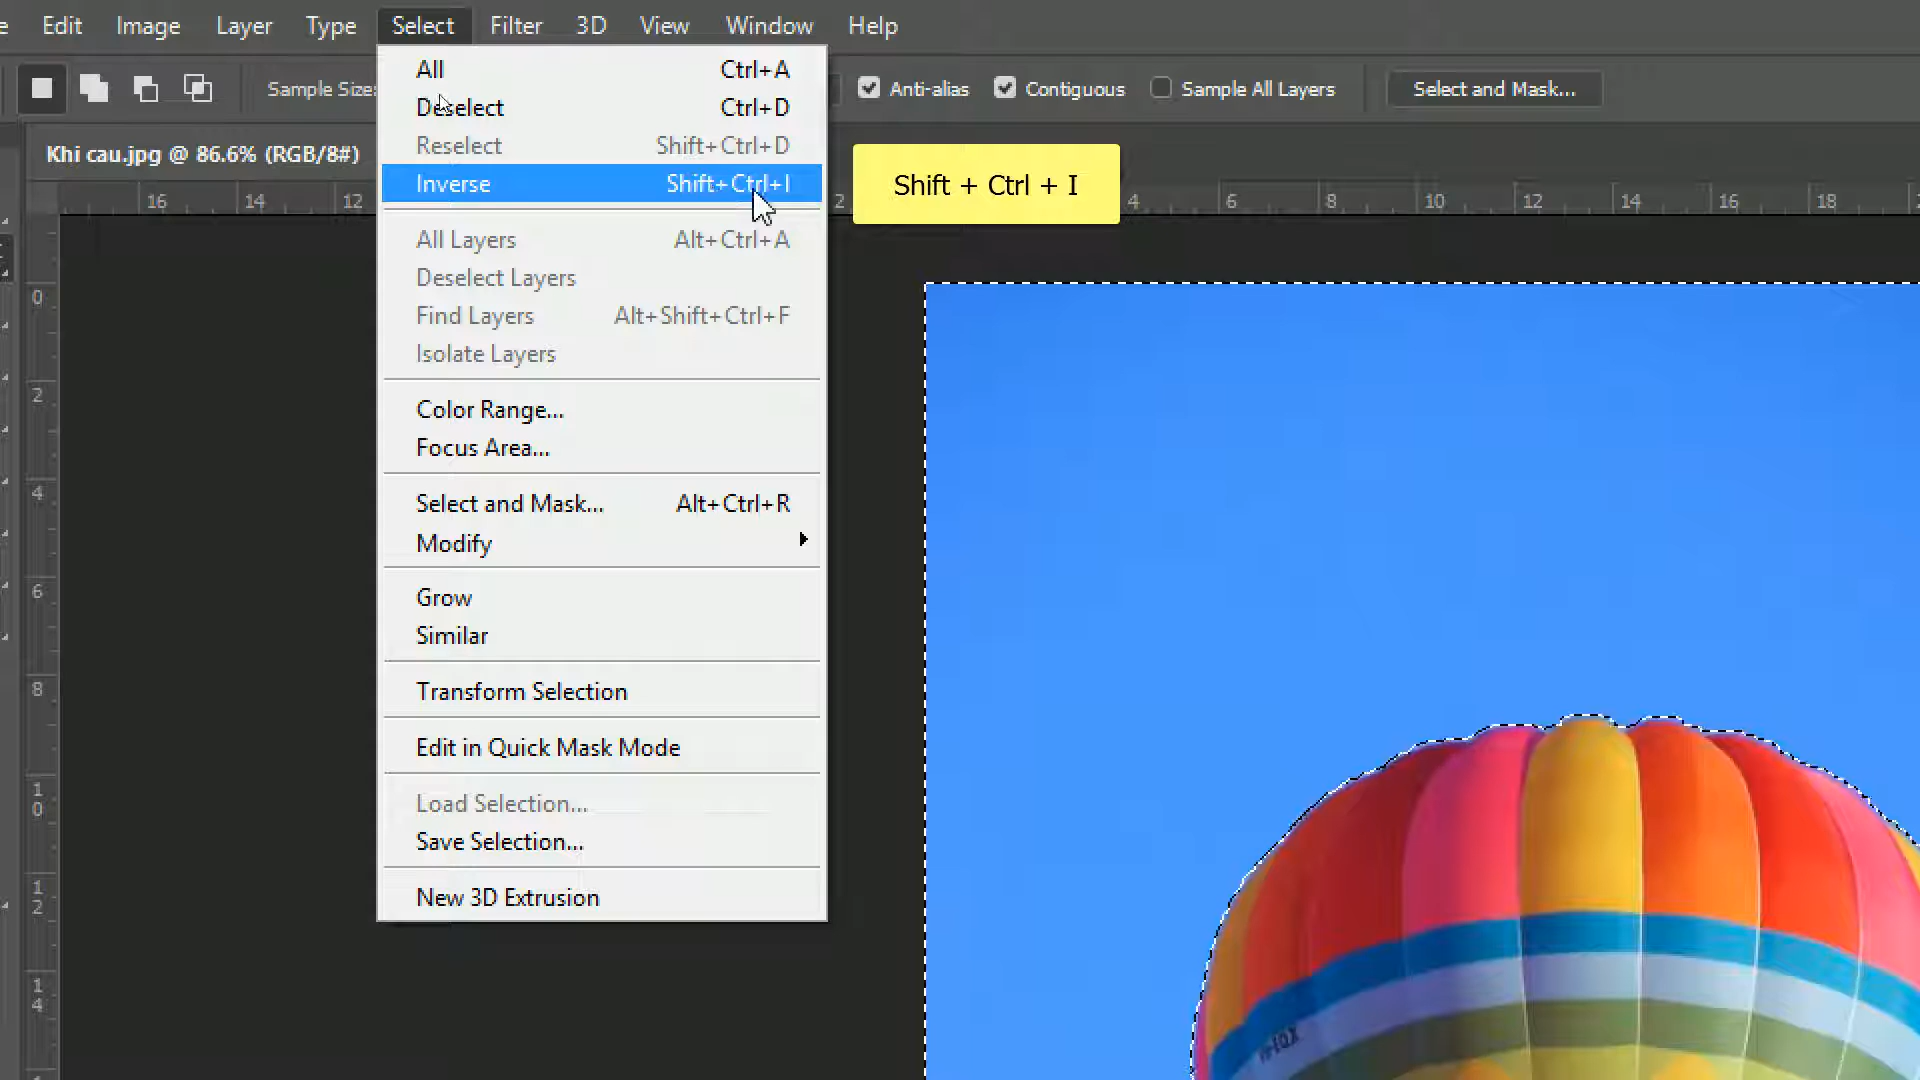 Edit Image Layer Type Select Filter 3D View Window Help
Sample Size: Anti-alias Contiguous Sample All Layers Select and Mask...
Khi cau.jpg @ 86.6% (RGB/8#)
16 14 12 2 4 6 8 10 12 14 16 18
All Ctrl+A
Deselect Ctrl+D
Reselect Shift+Ctrl+D
Inverse Shift+Ctrl+I
Shift + Ctrl + I
All Layers Alt+Ctrl+A
Deselect Layers
Find Layers Alt+Shift+Ctrl+F
Isolate Layers
Color Range...
Focus Area...
Select and Mask... Alt+Ctrl+R
Modify
Grow
Similar
Transform Selection
Edit in Quick Mask Mode
Load Selection...
Save Selection...
New 3D Extrusion
0
2
4
6
8
10
12
14